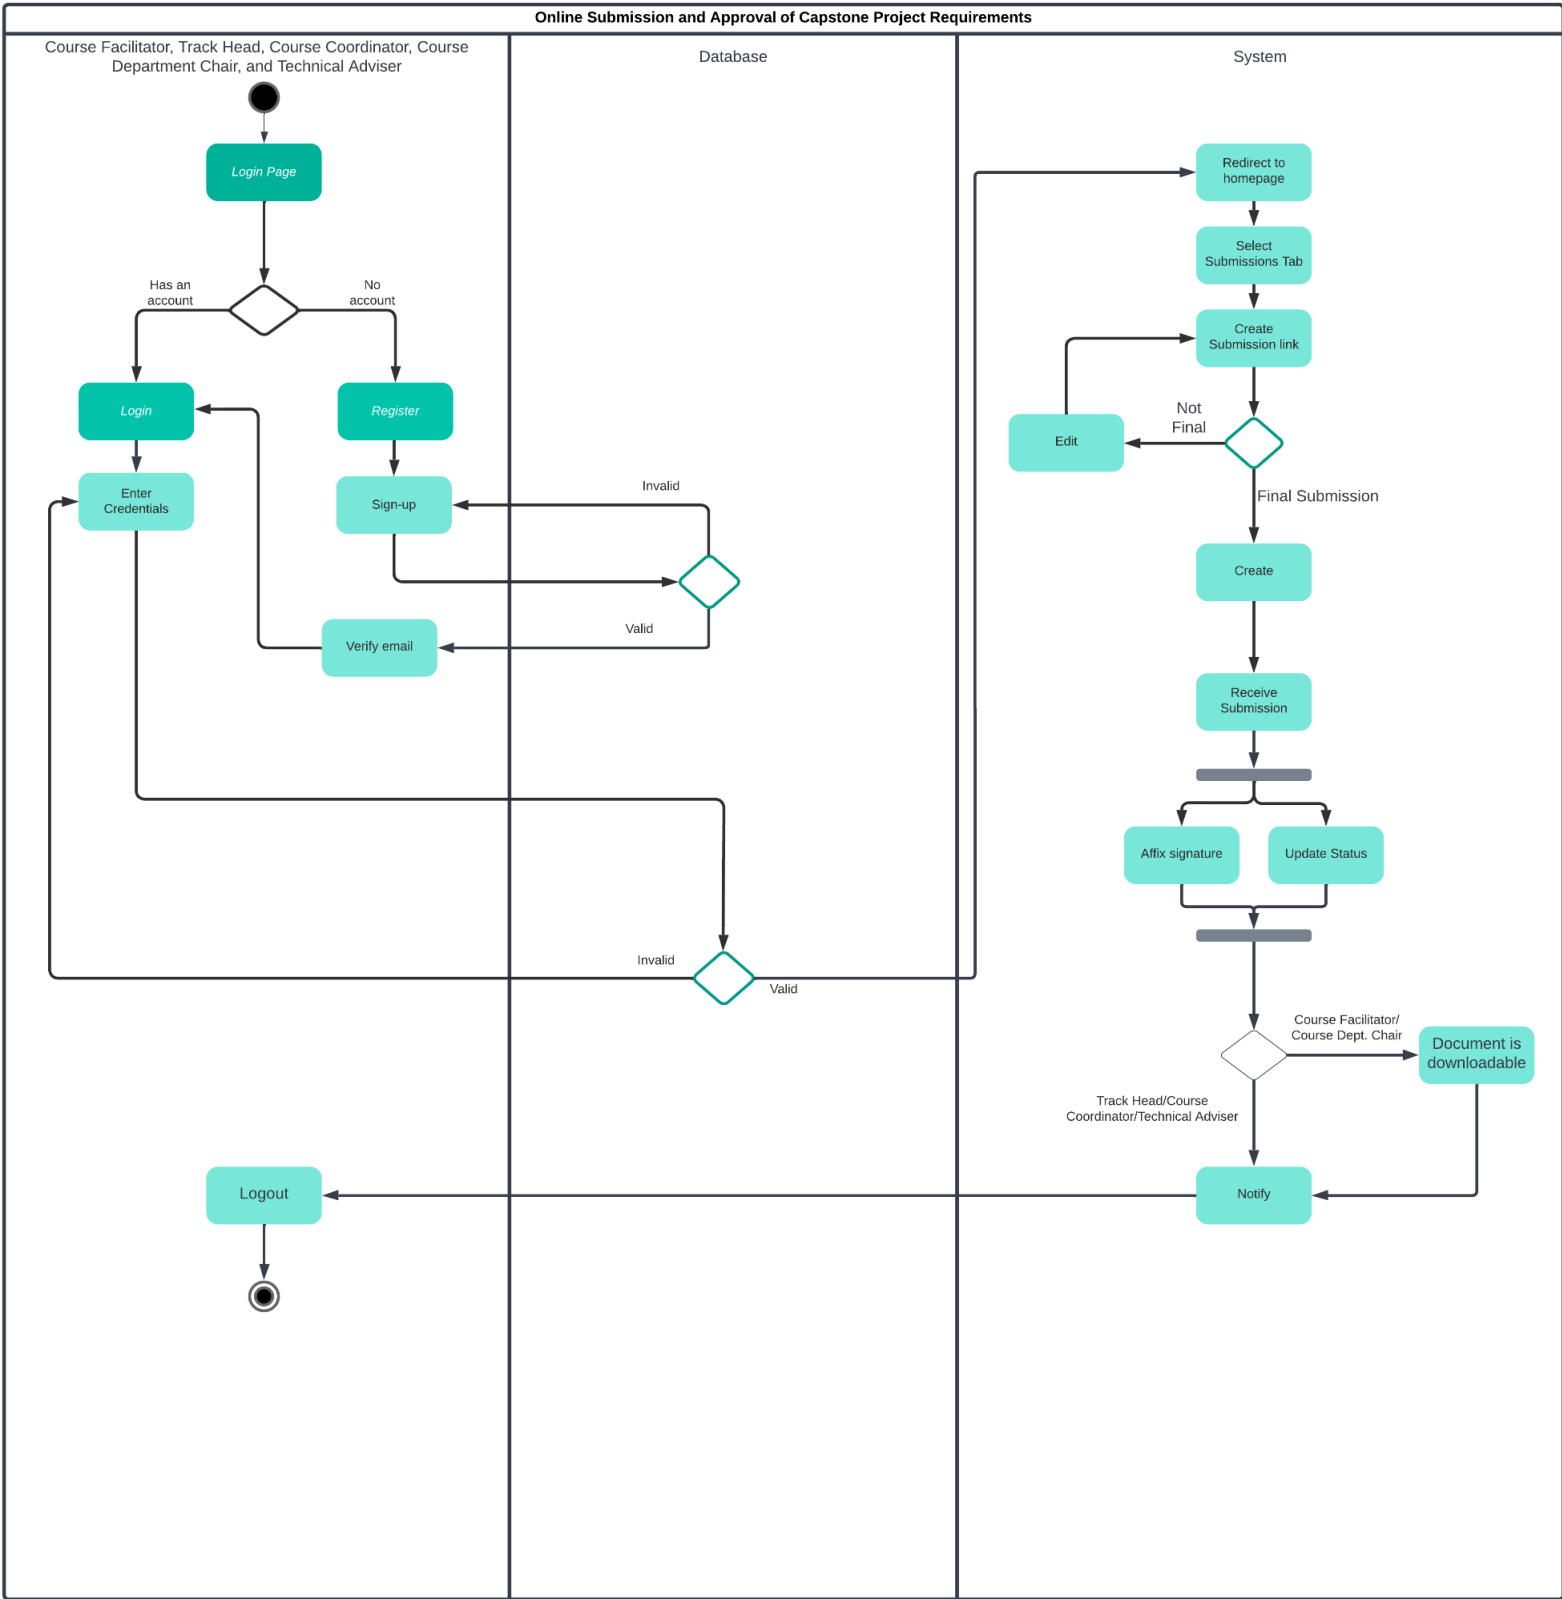 Online Submission and Approval of Capstone Project Requirements
Course Facilitator, Track Head, Course Coordinator, Course
Department Chair, and Technical Adviser
Database
System
Login Page
Has an
account
No
account
Login
Register
Enter
Credentials
Sign-up
Invalid
Valid
Verify email
Invalid
Valid
Logout
Redirect to
homepage
Select
Submissions Tab
Create
Submission link
Not
Final
Edit
Final Submission
Create
Receive
Submission
Affix signature
Update Status
Course Facilitator/
Course Dept. Chair
Document is
downloadable
Track Head/Course
Coordinator/Technical Adviser
Notify